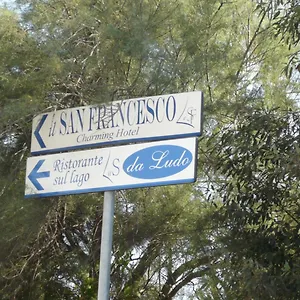 il SAN FRANCESCO
Charming Hotel
Ristorante da Ludo
sul lago